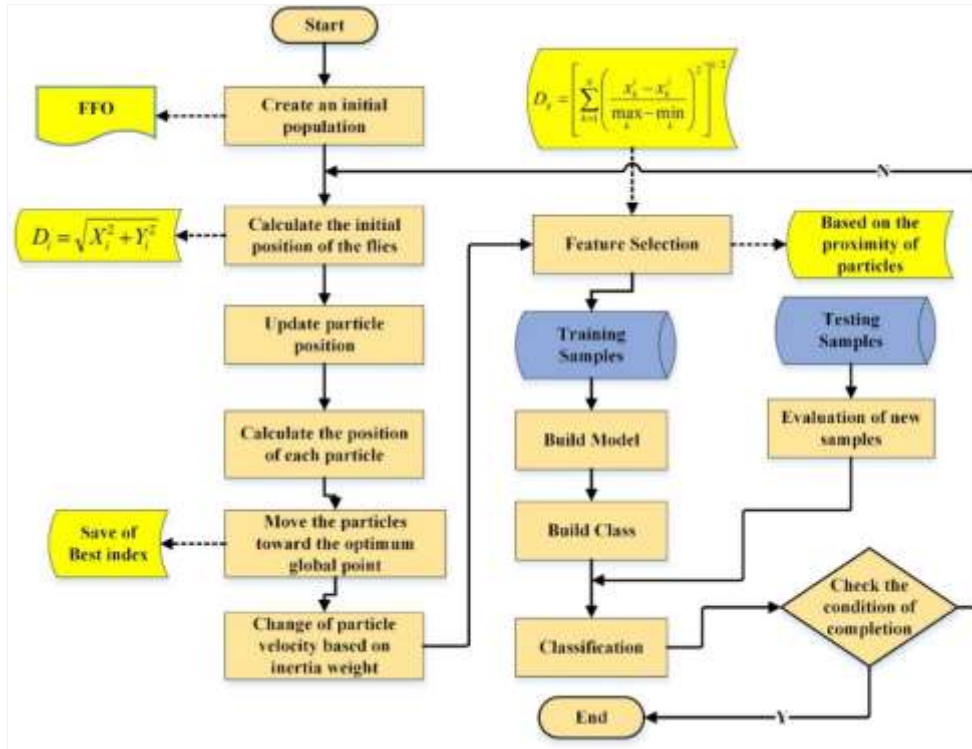 Start
FFO
Create an initial
population
D_s = [∑_{k=1}^{n} ((x_k^i − x_k^j) / (max_k − min_k))^2]^{1/2}
N
D_i = √(X_i^2 + Y_i^2)
Calculate the initial
position of the flies
Feature Selection
Based on the
proximity of
particles
Update particle
position
Training
Samples
Testing
Samples
Calculate the position
of each particle
Build Model
Evaluation of new
samples
Save of
Best index
Move the particles
toward the optimum
global point
Build Class
Check the
condition of
completion
Change of particle
velocity based on
inertia weight
Classification
End
Y